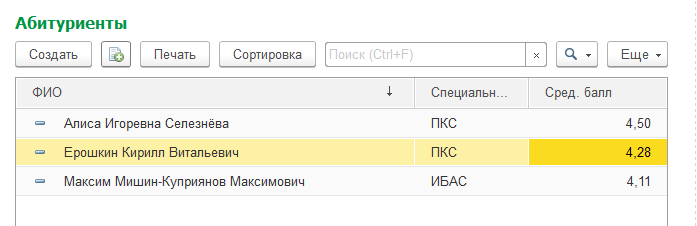 Абитуриенты
Создать Печать Сортировка Поиск (Ctrl+F) × Еще
ФИО ↓ Специальн... Сред. балл
Алиса Игоревна Селезнёва ПКС 4,50
Ерошкин Кирилл Витальевич ПКС 4,28
Максим Мишин-Куприянов Максимович ИБАС 4,11